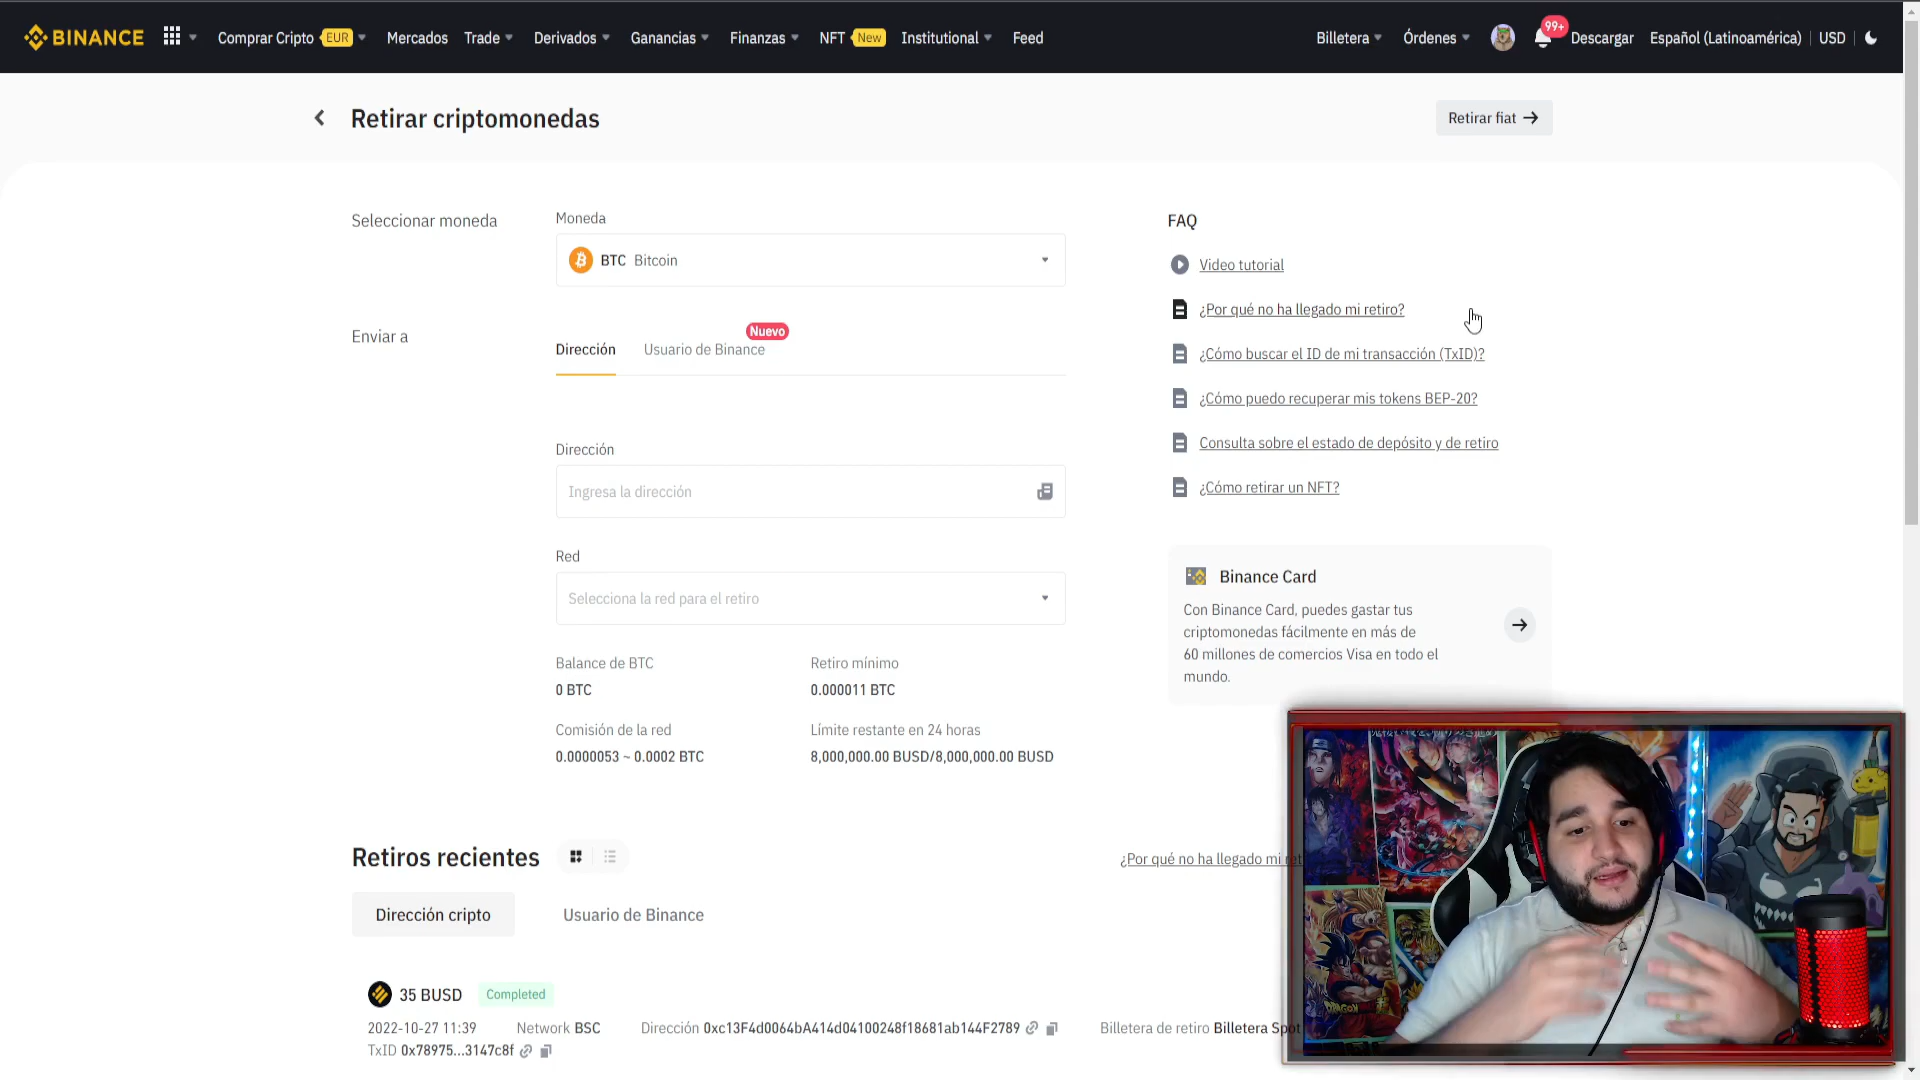 BINANCE
Comprar Cripto EUR
Mercados
Trade
Derivados
Ganancias
Finanzas
NFT New
Institutional
Feed
Billetera
Órdenes
99+
Descargar
Español (Latinoamérica)
USD
Retirar criptomonedas
Retirar fiat →
Seleccionar moneda
Moneda
BTC Bitcoin
Enviar a
Nuevo
Dirección
Usuario de Binance
Dirección
Ingresa la dirección
Red
Selecciona la red para el retiro
Balance de BTC
Retiro mínimo
0 BTC
0.000011 BTC
Comisión de la red
Límite restante en 24 horas
0.0000053 ~ 0.0002 BTC
8,000,000.00 BUSD/8,000,000.00 BUSD
FAQ
Video tutorial
¿Por qué no ha llegado mi retiro?
¿Cómo buscar el ID de mi transacción (TxID)?
¿Cómo puedo recuperar mis tokens BEP-20?
Consulta sobre el estado de depósito y de retiro
¿Cómo retirar un NFT?
Binance Card
Con Binance Card, puedes gastar tus
criptomonedas fácilmente en más de
60 millones de comercios Visa en todo el
mundo.
Retiros recientes
¿Por qué no ha llegado mi ret
Dirección cripto
Usuario de Binance
35 BUSD Completed
2022-10-27 11:39
Network BSC
Dirección 0xc13F4d0064bA414d04100248f18681ab144F2789
Billetera de retiro Billetera Spot
TxID 0x78975...3147c8f